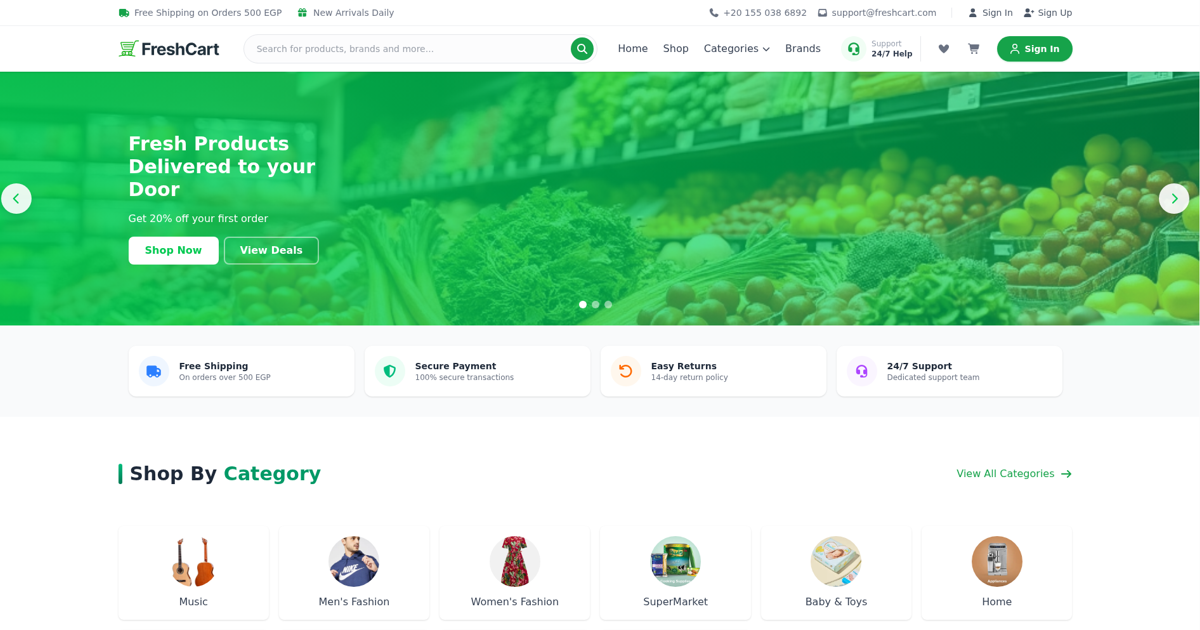 Free Shipping on Orders 500 EGP
New Arrivals Daily
+20 155 038 6892
support@freshcart.com
Sign In
Sign Up
FreshCart
Search for products, brands and more...
Home
Shop
Categories
Brands
Support
24/7 Help
Sign In
Fresh Products
Delivered to your
Door
Get 20% off your first order
Shop Now
View Deals
Free Shipping
On orders over 500 EGP
Secure Payment
100% secure transactions
Easy Returns
14-day return policy
24/7 Support
Dedicated support team
Shop By Category
View All Categories
NIKE
Music
Men's Fashion
Women's Fashion
SuperMarket
Baby & Toys
Home